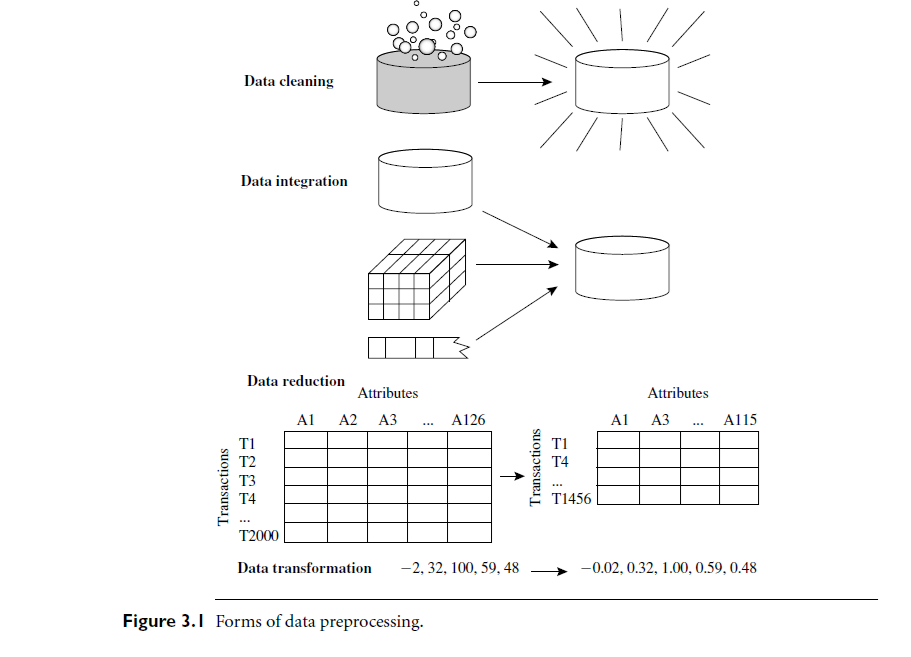 Data cleaning
Data integration
Data reduction
Attributes
A1 A2 A3 ... A126
Transactions
T1
T2
T3
T4
...
T2000
Attributes
A1 A3 ... A115
Transactions
T1
T4
...
T1456
Data transformation −2, 32, 100, 59, 48 −0.02, 0.32, 1.00, 0.59, 0.48
Figure 3.1 Forms of data preprocessing.